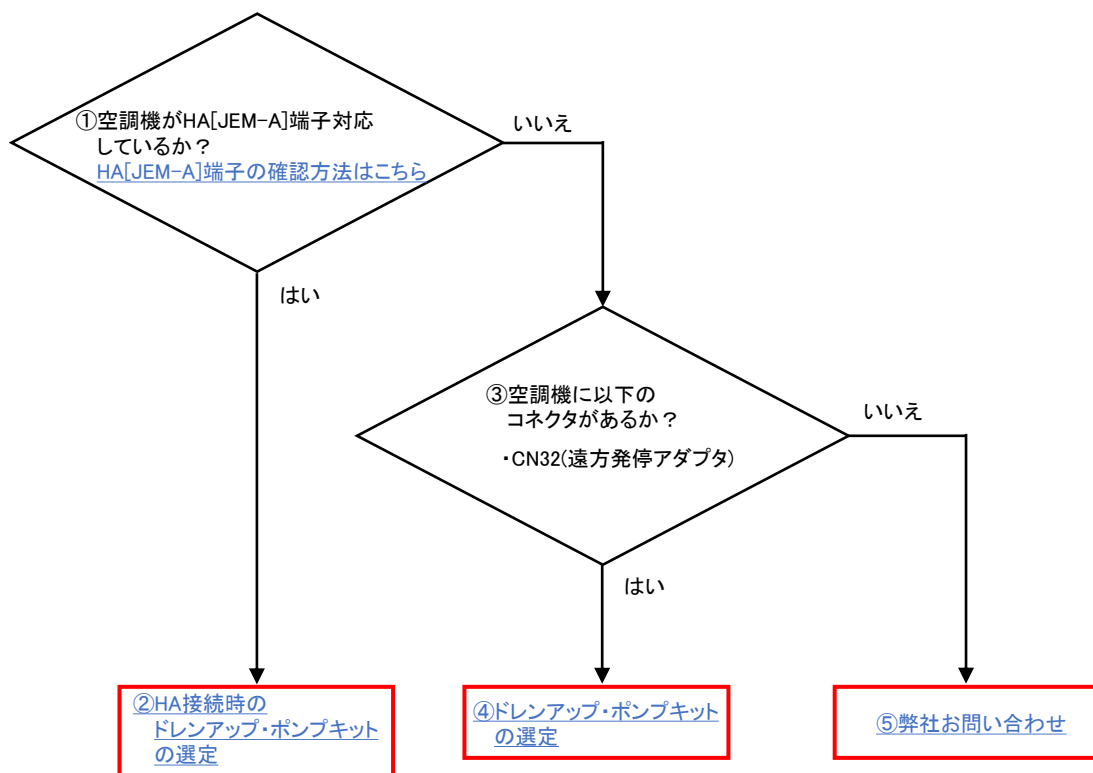 ①空調機がHA[JEM-A]端子対応
しているか？
HA[JEM-A]端子の確認方法はこちら
いいえ
はい
③空調機に以下の
コネクタがあるか？
・CN32(遠方発停アダプタ)
いいえ
はい
②HA接続時の
ドレンアップ・ポンプキット
の選定
④ドレンアップ・ポンプキット
の選定
⑤弊社お問い合わせ